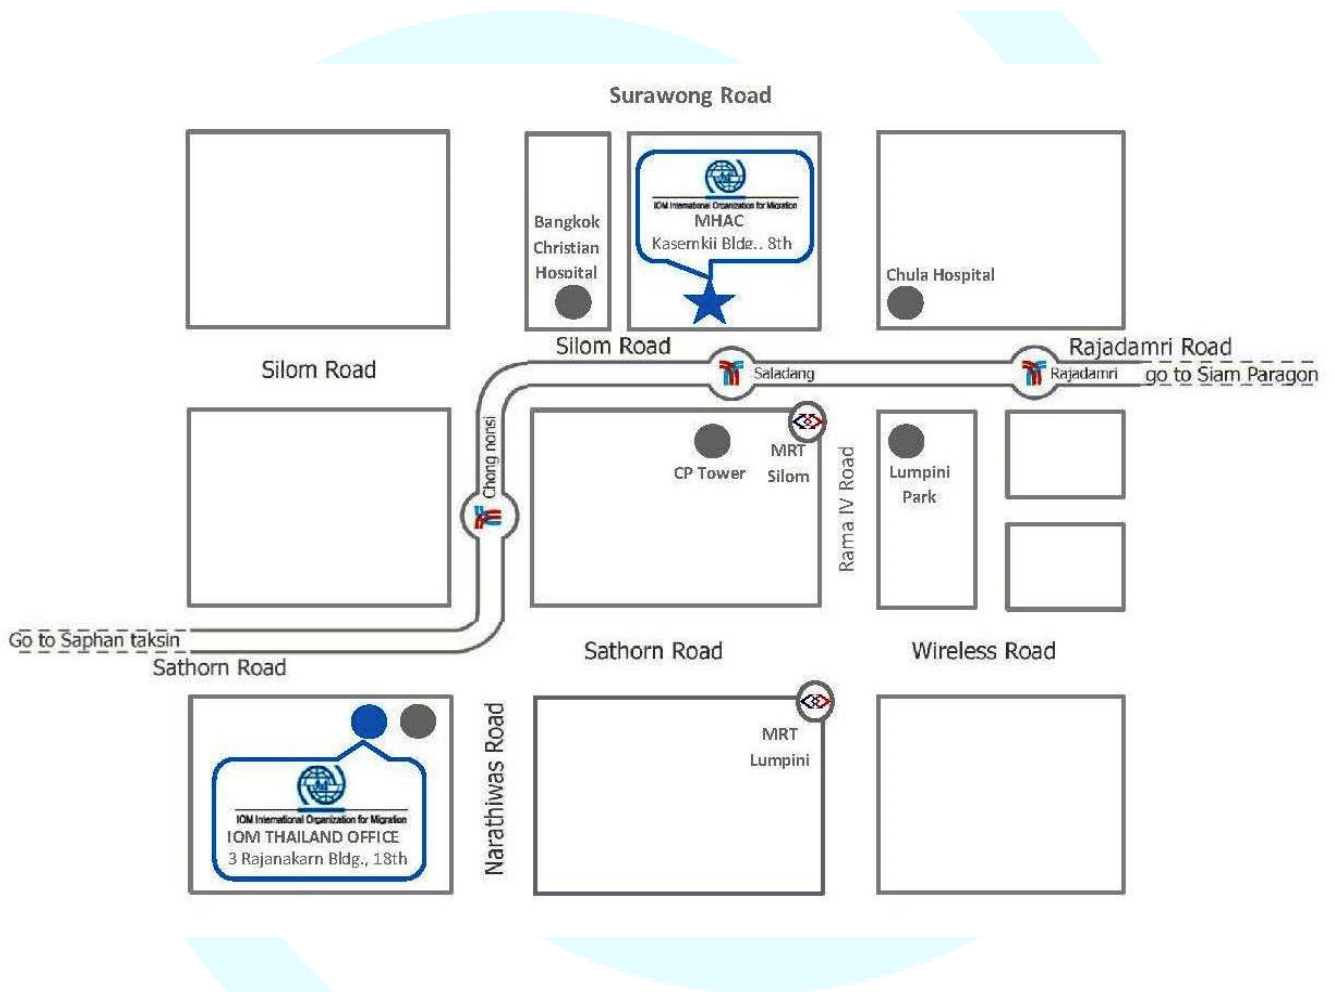 Surawong Road
IOM International Organization for Migration
MHAC
Kasemkii Bldg.. 8th
Bangkok
Christian
Hospital
Chula Hospital
Silom Road
Silom Road
Rajadamri Road
Saladang
Rajadamri
go to Siam Paragon
Chong nonsi
CP Tower
MRT
Silom
Rama IV Road
Lumpini
Park
Go to Saphan taksin
Sathorn Road
Sathorn Road
Wireless Road
Narathiwas Road
MRT
Lumpini
IOM International Organization for Migration
IOM THAILAND OFFICE
3 Rajanakarn Bldg., 18th